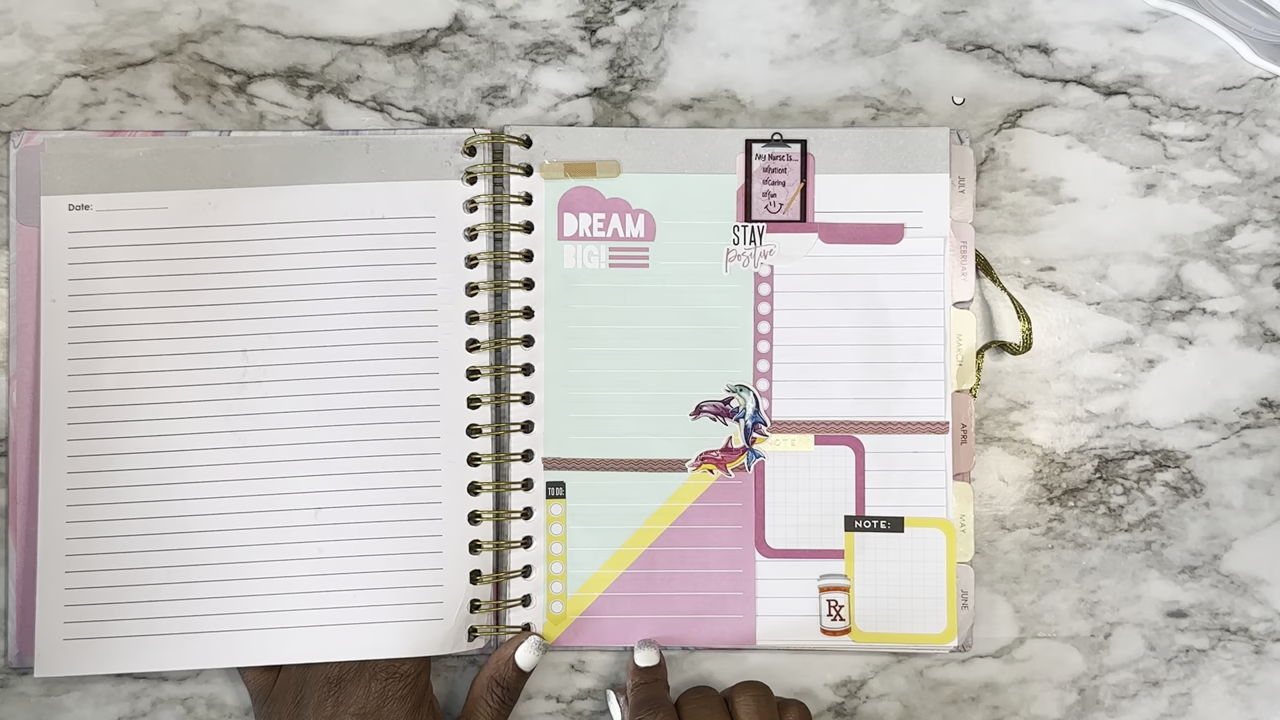 Date:
DREAM
BIG!
My Nurse Is...
Patient
Caring
fun
STAY
positive
NOTE
TO DO:
NOTE:
RX
JULY
FEBRUARY
MARCH
APRIL
MAY
JUNE